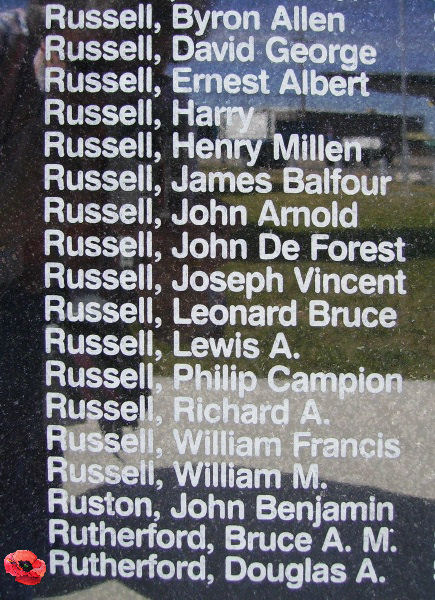 Russell, Byron Allen
Russell, David George
Russell, Ernest Albert
Russell, Harry
Russell, Henry Millen
Russell, James Balfour
Russell, John Arnold
Russell, John De Forest
Russell, Joseph Vincent
Russell, Leonard Bruce
Russell, Lewis A.
Russell, Philip Campion
Russell, Richard A.
Russell, William Francis
Russell, William M.
Ruston, John Benjamin
Rutherford, Bruce A. M.
Rutherford, Douglas A.